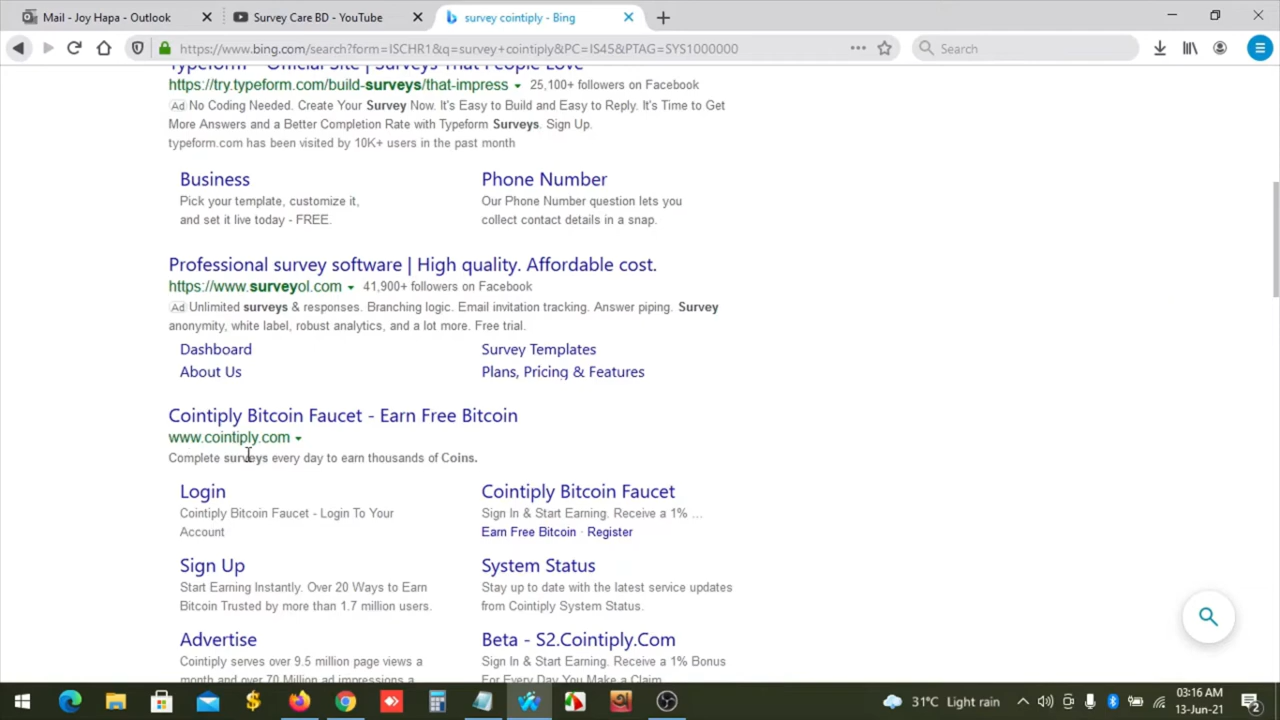 Mail - Joy Hapa - Outlook
Survey Care BD - YouTube
survey cointiply - Bing
https://www.bing.com/search?form=ISCHR1&q=survey+cointiply&PC=IS45&PTAG=SYS1000000
Search
Typeform - Official Site | Surveys That People Love
https://try.typeform.com/build-surveys/that-impress 25,100+ followers on Facebook
Ad No Coding Needed. Create Your Survey Now. It's Easy to Build and Easy to Reply. It's Time to Get
More Answers and a Better Completion Rate with Typeform Surveys. Sign Up.
typeform.com has been visited by 10K+ users in the past month
Business
Pick your template, customize it,
and set it live today - FREE.
Phone Number
Our Phone Number question lets you
collect contact details in a snap.
Professional survey software | High quality. Affordable cost.
https://www.surveyol.com 41,900+ followers on Facebook
Ad Unlimited surveys & responses. Branching logic. Email invitation tracking. Answer piping. Survey
anonymity, white label, robust analytics, and a lot more. Free trial.
Dashboard
Survey Templates
About Us
Plans, Pricing & Features
Cointiply Bitcoin Faucet - Earn Free Bitcoin
www.cointiply.com
Complete surveys every day to earn thousands of Coins.
Login
Cointiply Bitcoin Faucet - Login To Your
Account
Cointiply Bitcoin Faucet
Sign In & Start Earning. Receive a 1% ...
Earn Free Bitcoin · Register
Sign Up
Start Earning Instantly. Over 20 Ways to Earn
Bitcoin Trusted by more than 1.7 million users.
System Status
Stay up to date with the latest service updates
from Cointiply System Status.
Advertise
Cointiply serves over 9.5 million page views a
month and over 70 Million ad impressions a
Beta - S2.Cointiply.Com
Sign In & Start Earning. Receive a 1% Bonus
For Every Day You Make a Claim.
31°C Light rain
03:16 AM
13-Jun-21
2